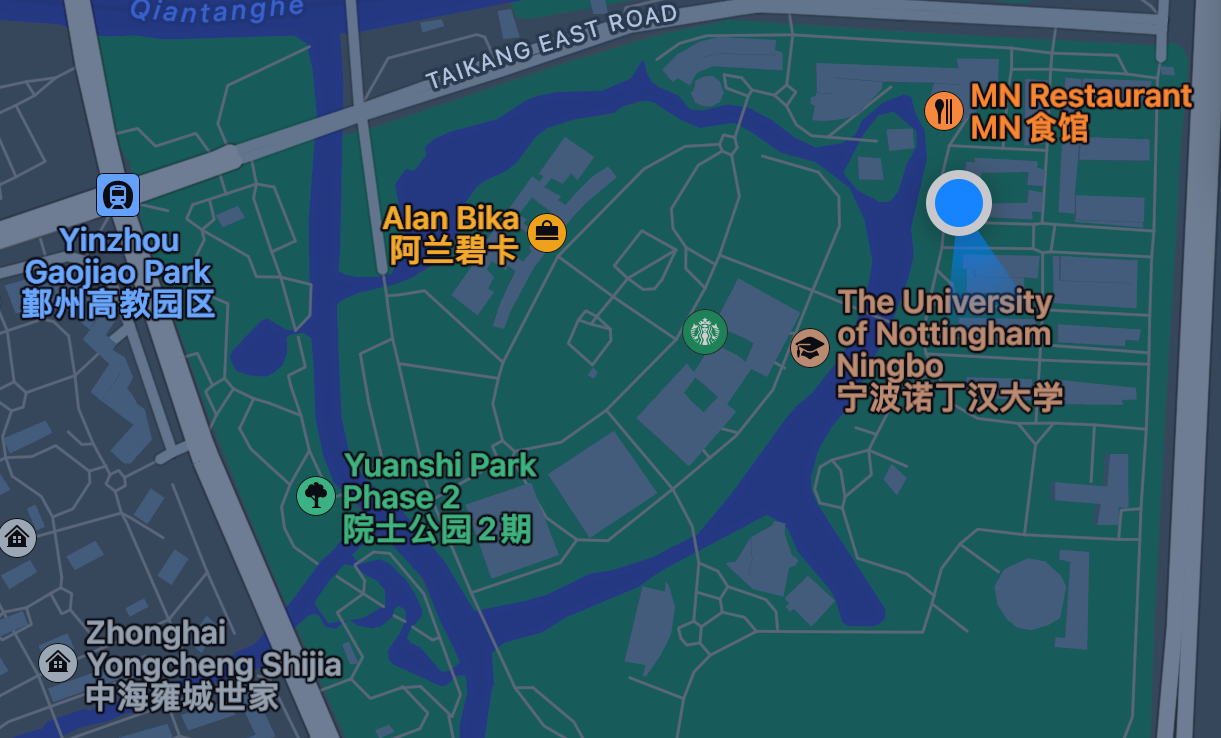 Qiantanghe
TAIKANG EAST ROAD
MN Restaurant
MN 食馆
Yinzhou
Gaojiao Park
鄞州高教园区
Alan Bika
阿兰碧卡
The University
of Nottingham
Ningbo
宁波诺丁汉大学
Yuanshi Park
Phase 2
院士公园2期
Zhonghai
Yongcheng Shijia
中海雍城世家